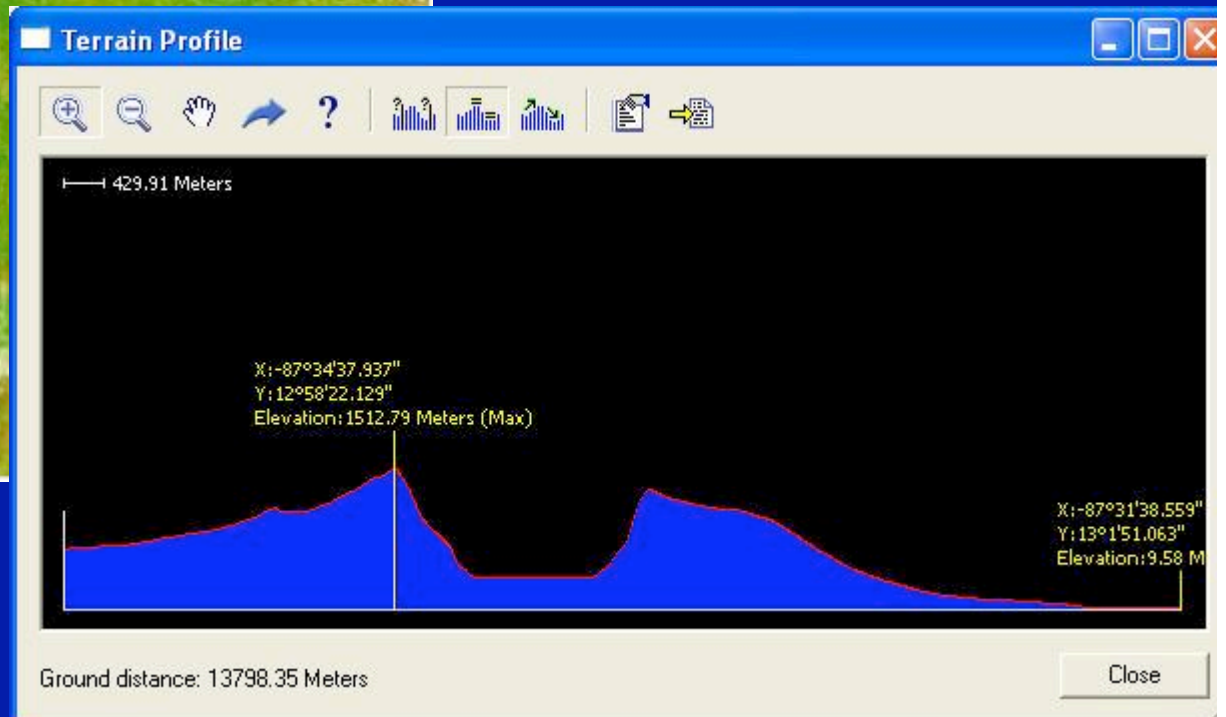 Terrain Profile
?
429.91 Meters
X:-87°34'37.937"
Y:12°58'22.129"
Elevation:1512.79 Meters (Max)
X:-87°31'38.559"
Y:13°1'51.063"
Elevation:9.58 M
Ground distance: 13798.35 Meters
Close